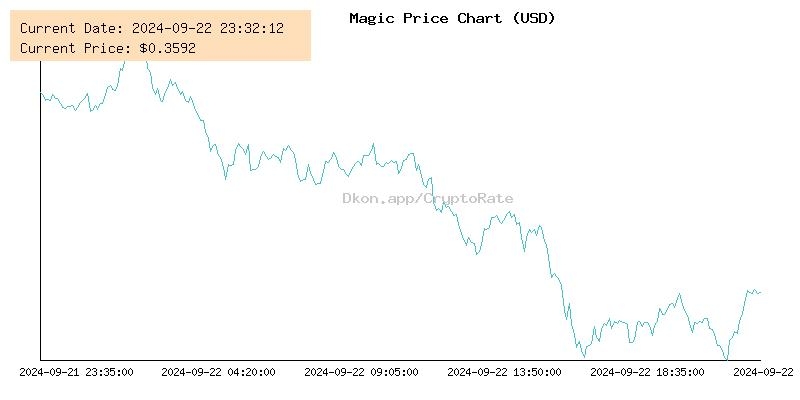 Magic Price Chart (USD)
Current Date: 2024-09-22 23:32:12
Current Price: $0.3592
Dkon.app/CryptoRate
2024-09-21 23:35:00 2024-09-22 04:20:00 2024-09-22 09:05:00 2024-09-22 13:50:00 2024-09-22 18:35:00 2024-09-22